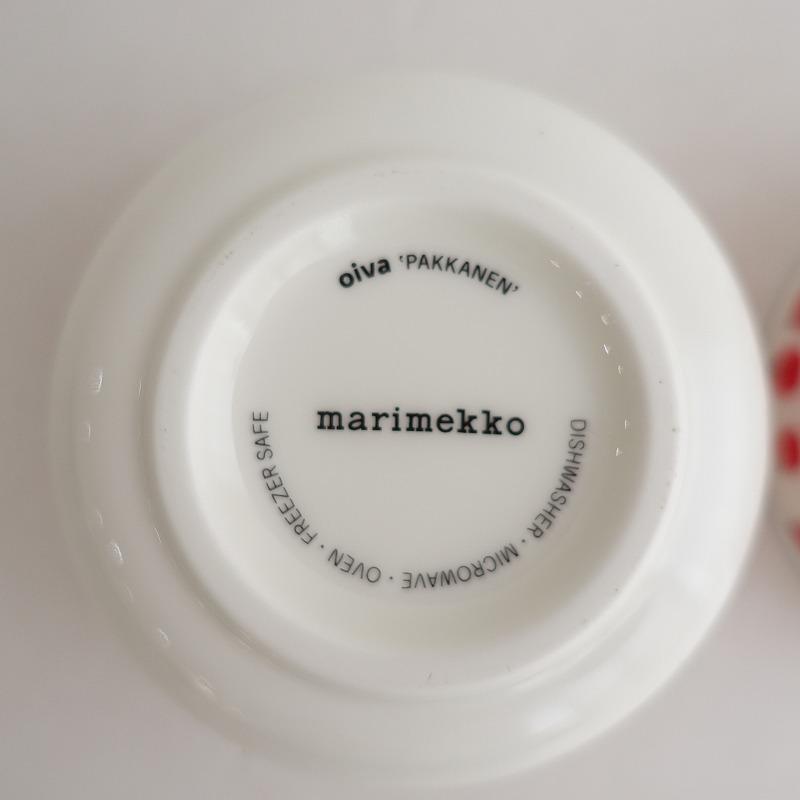 oiva 'PAKKANEN'
marimekko
DISHWASHER · MICROWAVE · OVEN · FREEZER SAFE